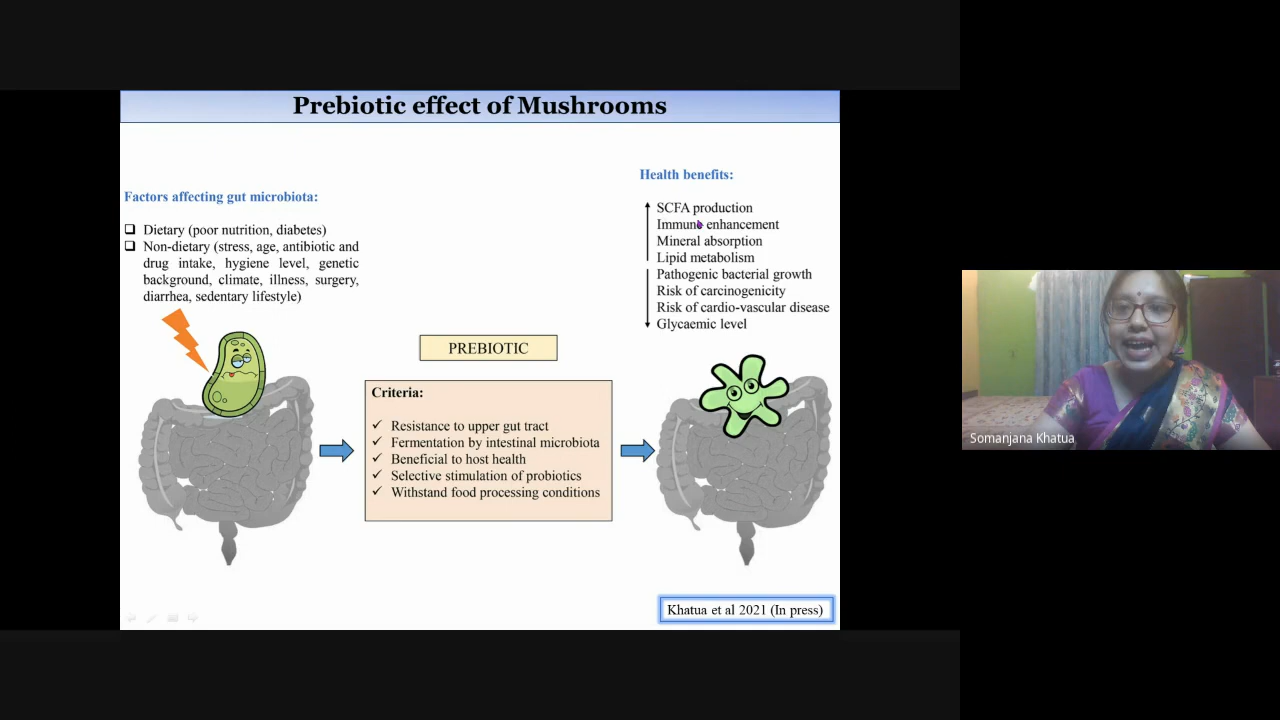 Prebiotic effect of Mushrooms
Factors affecting gut microbiota:
Dietary (poor nutrition, diabetes)
Non-dietary (stress, age, antibiotic and
drug intake, hygiene level, genetic
background, climate, illness, surgery,
diarrhea, sedentary lifestyle)
PREBIOTIC
Criteria:
Resistance to upper gut tract
Fermentation by intestinal microbiota
Beneficial to host health
Selective stimulation of probiotics
Withstand food processing conditions
Health benefits:
SCFA production
Immune enhancement
Mineral absorption
Lipid metabolism
Pathogenic bacterial growth
Risk of carcinogenicity
Risk of cardio-vascular disease
Glycaemic level
Khatua et al 2021 (In press)
Somanjana Khatua